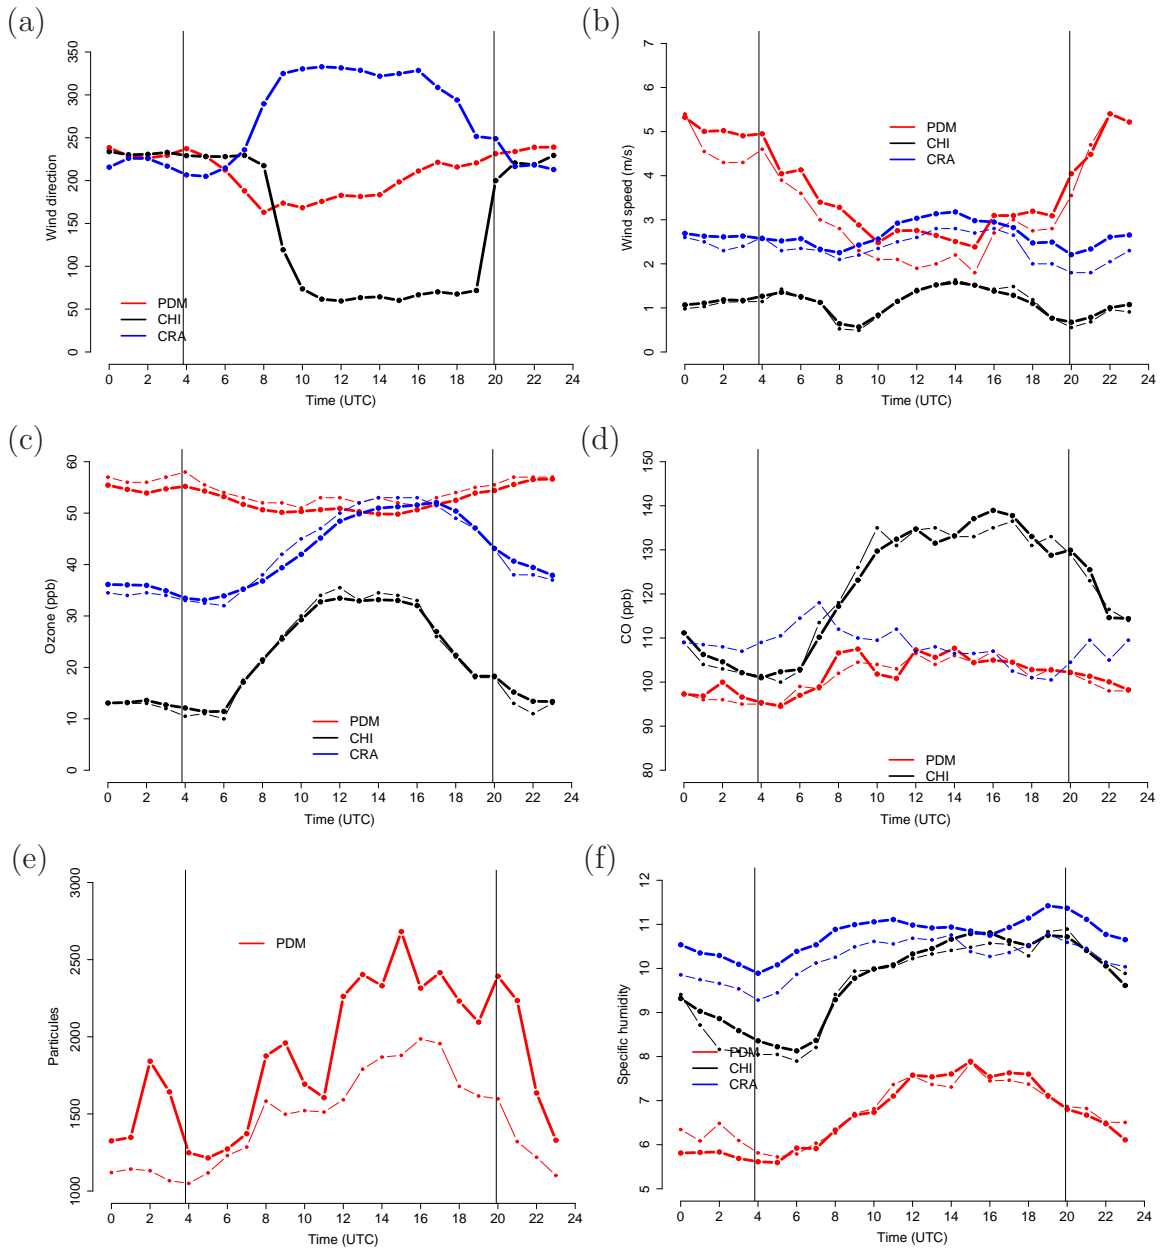 (a)
Wind direction
0 50 100 150 200 250 300 350
PDM
CHI
CRA
0 2 4 6 8 10 12 14 16 18 20 22 24
Time (UTC)
(b)
Wind speed (m/s)
0 1 2 3 4 5 6 7
PDM
CHI
CRA
0 2 4 6 8 10 12 14 16 18 20 22 24
Time (UTC)
(c)
Ozone (ppb)
0 10 20 30 40 50 60
PDM
CHI
CRA
0 2 4 6 8 10 12 14 16 18 20 22 24
Time (UTC)
(d)
CO (ppb)
80 90 100 110 120 130 140 150
PDM
CHI
0 2 4 6 8 10 12 14 16 18 20 22 24
Time (UTC)
(e)
Particules
1000 1500 2000 2500 3000
PDM
0 2 4 6 8 10 12 14 16 18 20 22 24
Time (UTC)
(f)
Specific humidity
5 6 7 8 9 10 11 12
PDM
CHI
CRA
0 2 4 6 8 10 12 14 16 18 20 22 24
Time (UTC)